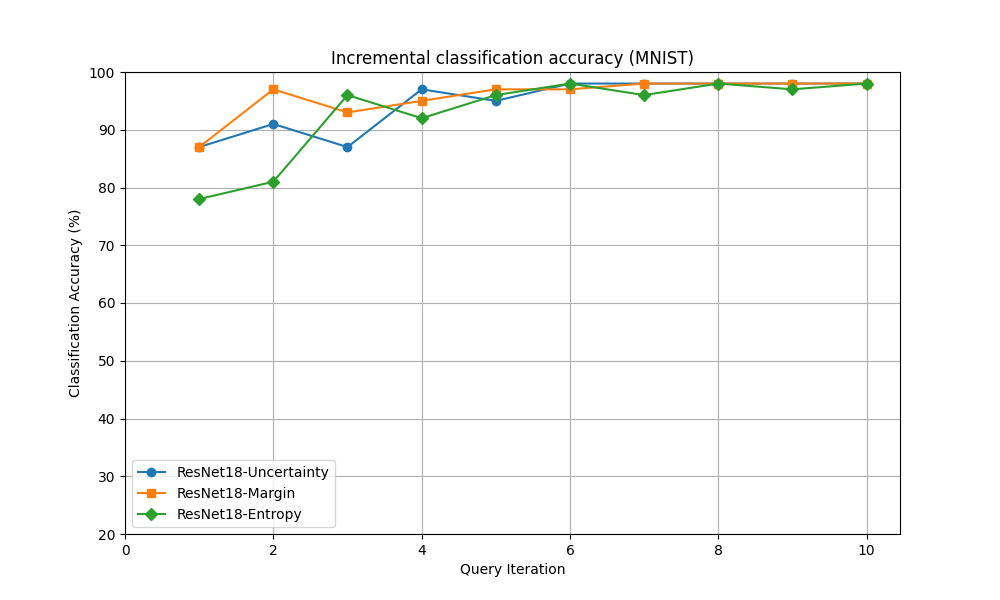 Incremental classification accuracy (MNIST)
100
90
80
70
60
50
40
30
20
Classification Accuracy (%)
ResNet18-Uncertainty
ResNet18-Margin
ResNet18-Entropy
0 2 4 6 8 10
Query Iteration